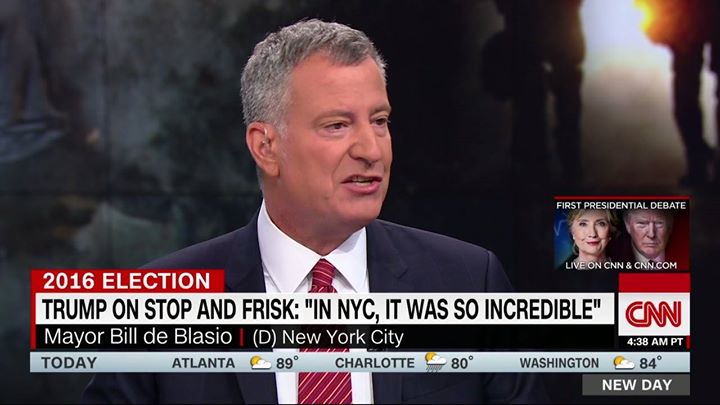 FIRST PRESIDENTIAL DEBATE
LIVE ON CNN & CNN.COM
2016 ELECTION
TRUMP ON STOP AND FRISK: "IN NYC, IT WAS SO INCREDIBLE"
CNN
Mayor Bill de Blasio | (D) New York City
4:38 AM PT
TODAY ATLANTA 89° CHARLOTTE 80° WASHINGTON 84°
NEW DAY